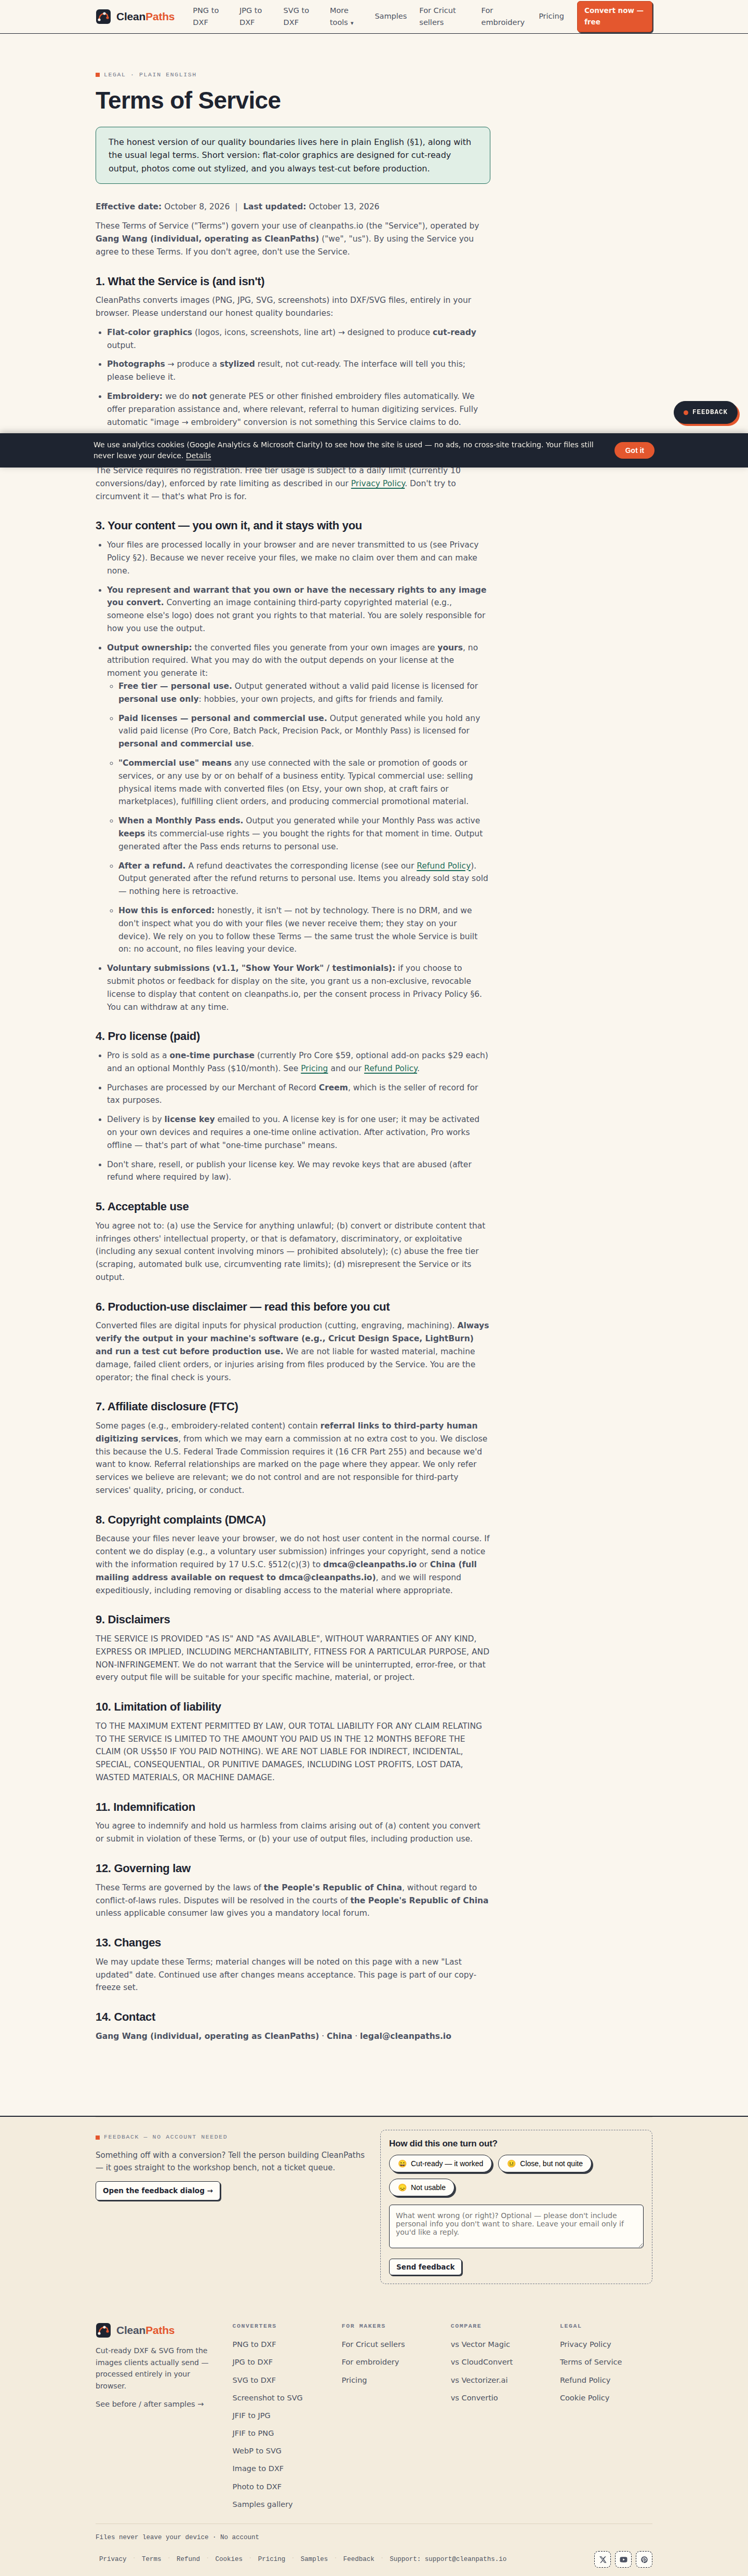 CleanPaths
PNG to
DXF
JPG to
DXF
SVG to
DXF
More
tools ▾
Samples
For Cricut
sellers
For
embroidery
Pricing
Convert now —
free
LEGAL · PLAIN ENGLISH
Terms of Service
The honest version of our quality boundaries lives here in plain English (§1), along with
the usual legal terms. Short version: flat-color graphics are designed for cut-ready
output, photos come out stylized, and you always test-cut before production.
Effective date: October 8, 2026 | Last updated: October 13, 2026
These Terms of Service ("Terms") govern your use of cleanpaths.io (the "Service"), operated by
Gang Wang (individual, operating as CleanPaths) ("we", "us"). By using the Service you
agree to these Terms. If you don't agree, don't use the Service.
1. What the Service is (and isn't)
CleanPaths converts images (PNG, JPG, SVG, screenshots) into DXF/SVG files, entirely in your
browser. Please understand our honest quality boundaries:
• Flat-color graphics (logos, icons, screenshots, line art) → designed to produce cut-ready
output.
• Photographs → produce a stylized result, not cut-ready. The interface will tell you this;
please believe it.
• Embroidery: we do not generate PES or other finished embroidery files automatically. We
offer preparation assistance and, where relevant, referral to human digitizing services. Fully
automatic "image → embroidery" conversion is not something this Service claims to do.
FEEDBACK
We use analytics cookies (Google Analytics & Microsoft Clarity) to see how the site is used — no ads, no cross-site tracking. Your files still
never leave your device. Details
Got it
The Service requires no registration. Free tier usage is subject to a daily limit (currently 10
conversions/day), enforced by rate limiting as described in our Privacy Policy. Don't try to
circumvent it — that's what Pro is for.
3. Your content — you own it, and it stays with you
• Your files are processed locally in your browser and are never transmitted to us (see Privacy
Policy §2). Because we never receive your files, we make no claim over them and can make
none.
• You represent and warrant that you own or have the necessary rights to any image
you convert. Converting an image containing third-party copyrighted material (e.g.,
someone else's logo) does not grant you rights to that material. You are solely responsible for
how you use the output.
• Output ownership: the converted files you generate from your own images are yours, no
attribution required. What you may do with the output depends on your license at the
moment you generate it:
◦ Free tier — personal use. Output generated without a valid paid license is licensed for
personal use only: hobbies, your own projects, and gifts for friends and family.
◦ Paid licenses — personal and commercial use. Output generated while you hold any
valid paid license (Pro Core, Batch Pack, Precision Pack, or Monthly Pass) is licensed for
personal and commercial use.
◦ "Commercial use" means any use connected with the sale or promotion of goods or
services, or any use by or on behalf of a business entity. Typical commercial use: selling
physical items made with converted files (on Etsy, your own shop, at craft fairs or
marketplaces), fulfilling client orders, and producing commercial promotional material.
◦ When a Monthly Pass ends. Output you generated while your Monthly Pass was active
keeps its commercial-use rights — you bought the rights for that moment in time. Output
generated after the Pass ends returns to personal use.
◦ After a refund. A refund deactivates the corresponding license (see our Refund Policy).
Output generated after the refund returns to personal use. Items you already sold stay sold
— nothing here is retroactive.
◦ How this is enforced: honestly, it isn't — not by technology. There is no DRM, and we
don't inspect what you do with your files (we never receive them; they stay on your
device). We rely on you to follow these Terms — the same trust the whole Service is built
on: no account, no files leaving your device.
• Voluntary submissions (v1.1, "Show Your Work" / testimonials): if you choose to
submit photos or feedback for display on the site, you grant us a non-exclusive, revocable
license to display that content on cleanpaths.io, per the consent process in Privacy Policy §6.
You can withdraw at any time.
4. Pro license (paid)
• Pro is sold as a one-time purchase (currently Pro Core $59, optional add-on packs $29 each)
and an optional Monthly Pass ($10/month). See Pricing and our Refund Policy.
• Purchases are processed by our Merchant of Record Creem, which is the seller of record for
tax purposes.
• Delivery is by license key emailed to you. A license key is for one user; it may be activated
on your own devices and requires a one-time online activation. After activation, Pro works
offline — that's part of what "one-time purchase" means.
• Don't share, resell, or publish your license key. We may revoke keys that are abused (after
refund where required by law).
5. Acceptable use
You agree not to: (a) use the Service for anything unlawful; (b) convert or distribute content that
infringes others' intellectual property, or that is defamatory, discriminatory, or exploitative
(including any sexual content involving minors — prohibited absolutely); (c) abuse the free tier
(scraping, automated bulk use, circumventing rate limits); (d) misrepresent the Service or its
output.
6. Production-use disclaimer — read this before you cut
Converted files are digital inputs for physical production (cutting, engraving, machining). Always
verify the output in your machine's software (e.g., Cricut Design Space, LightBurn)
and run a test cut before production use. We are not liable for wasted material, machine
damage, failed client orders, or injuries arising from files produced by the Service. You are the
operator; the final check is yours.
7. Affiliate disclosure (FTC)
Some pages (e.g., embroidery-related content) contain referral links to third-party human
digitizing services, from which we may earn a commission at no extra cost to you. We disclose
this because the U.S. Federal Trade Commission requires it (16 CFR Part 255) and because we'd
want to know. Referral relationships are marked on the page where they appear. We only refer
services we believe are relevant; we do not control and are not responsible for third-party
services' quality, pricing, or conduct.
8. Copyright complaints (DMCA)
Because your files never leave your browser, we do not host user content in the normal course. If
content we do display (e.g., a voluntary user submission) infringes your copyright, send a notice
with the information required by 17 U.S.C. §512(c)(3) to dmca@cleanpaths.io or China (full
mailing address available on request to dmca@cleanpaths.io), and we will respond
expeditiously, including removing or disabling access to the material where appropriate.
9. Disclaimers
THE SERVICE IS PROVIDED "AS IS" AND "AS AVAILABLE", WITHOUT WARRANTIES OF ANY KIND,
EXPRESS OR IMPLIED, INCLUDING MERCHANTABILITY, FITNESS FOR A PARTICULAR PURPOSE, AND
NON-INFRINGEMENT. We do not warrant that the Service will be uninterrupted, error-free, or that
every output file will be suitable for your specific machine, material, or project.
10. Limitation of liability
TO THE MAXIMUM EXTENT PERMITTED BY LAW, OUR TOTAL LIABILITY FOR ANY CLAIM RELATING
TO THE SERVICE IS LIMITED TO THE AMOUNT YOU PAID US IN THE 12 MONTHS BEFORE THE
CLAIM (OR US$50 IF YOU PAID NOTHING). WE ARE NOT LIABLE FOR INDIRECT, INCIDENTAL,
SPECIAL, CONSEQUENTIAL, OR PUNITIVE DAMAGES, INCLUDING LOST PROFITS, LOST DATA,
WASTED MATERIALS, OR MACHINE DAMAGE.
11. Indemnification
You agree to indemnify and hold us harmless from claims arising out of (a) content you convert
or submit in violation of these Terms, or (b) your use of output files, including production use.
12. Governing law
These Terms are governed by the laws of the People's Republic of China, without regard to
conflict-of-laws rules. Disputes will be resolved in the courts of the People's Republic of China
unless applicable consumer law gives you a mandatory local forum.
13. Changes
We may update these Terms; material changes will be noted on this page with a new "Last
updated" date. Continued use after changes means acceptance. This page is part of our copy-
freeze set.
14. Contact
Gang Wang (individual, operating as CleanPaths) · China · legal@cleanpaths.io
FEEDBACK — NO ACCOUNT NEEDED
Something off with a conversion? Tell the person building CleanPaths
— it goes straight to the workshop bench, not a ticket queue.
Open the feedback dialog →
How did this one turn out?
Cut-ready — it worked
Close, but not quite
Not usable
What went wrong (or right)? Optional — please don't include
personal info you don't want to share. Leave your email only if
you'd like a reply.
Send feedback
CleanPaths
Cut-ready DXF & SVG from the
images clients actually send —
processed entirely in your
browser.
See before / after samples →
CONVERTERS
PNG to DXF
JPG to DXF
SVG to DXF
Screenshot to SVG
JFIF to JPG
JFIF to PNG
WebP to SVG
Image to DXF
Photo to DXF
Samples gallery
FOR MAKERS
For Cricut sellers
For embroidery
Pricing
COMPARE
vs Vector Magic
vs CloudConvert
vs Vectorizer.ai
vs Convertio
LEGAL
Privacy Policy
Terms of Service
Refund Policy
Cookie Policy
Files never leave your device · No account
Privacy
Terms
Refund
Cookies
Pricing
Samples
Feedback
Support: support@cleanpaths.io